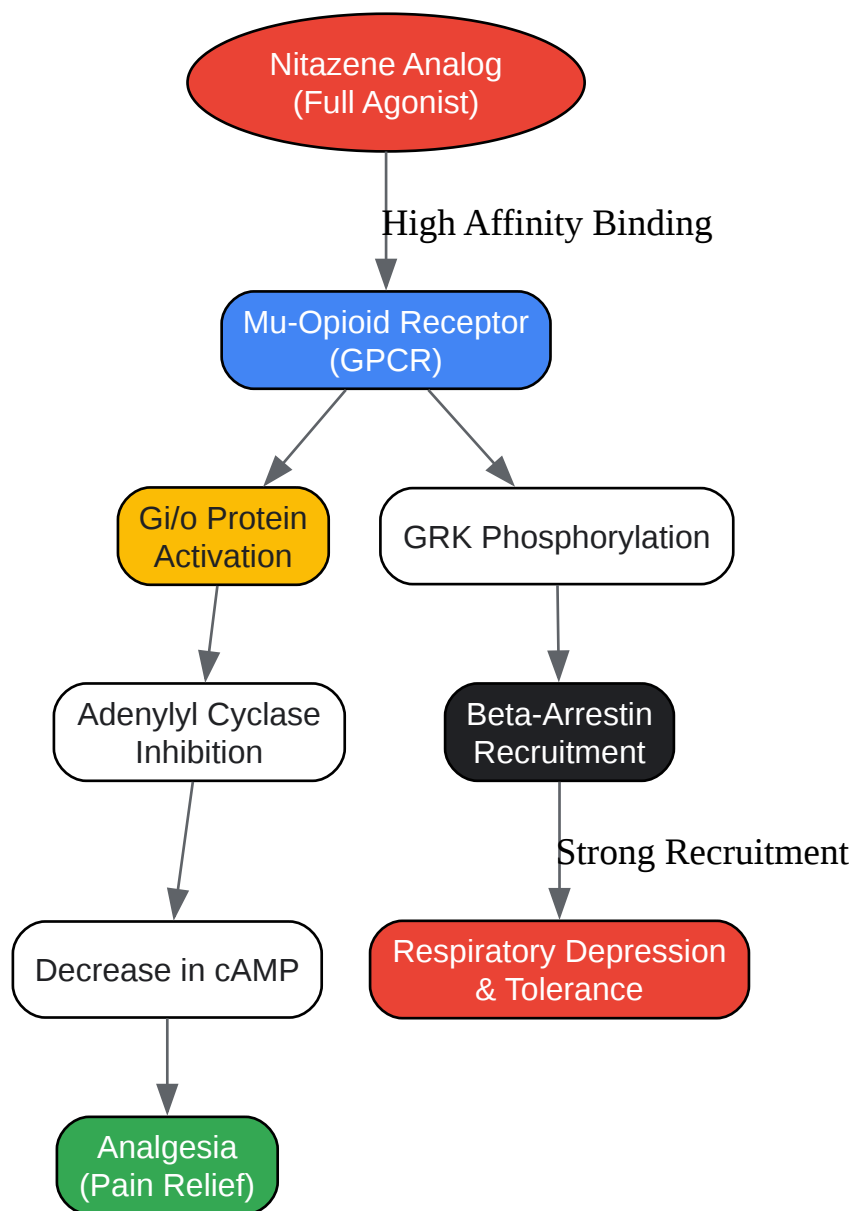 Nitazene Analog
(Full Agonist)
High Affinity Binding
Mu-Opioid Receptor
(GPCR)
Gi/o Protein
Activation
GRK Phosphorylation
Adenylyl Cyclase
Inhibition
Beta-Arrestin
Recruitment
Strong Recruitment
Decrease in cAMP
Respiratory Depression
& Tolerance
Analgesia
(Pain Relief)